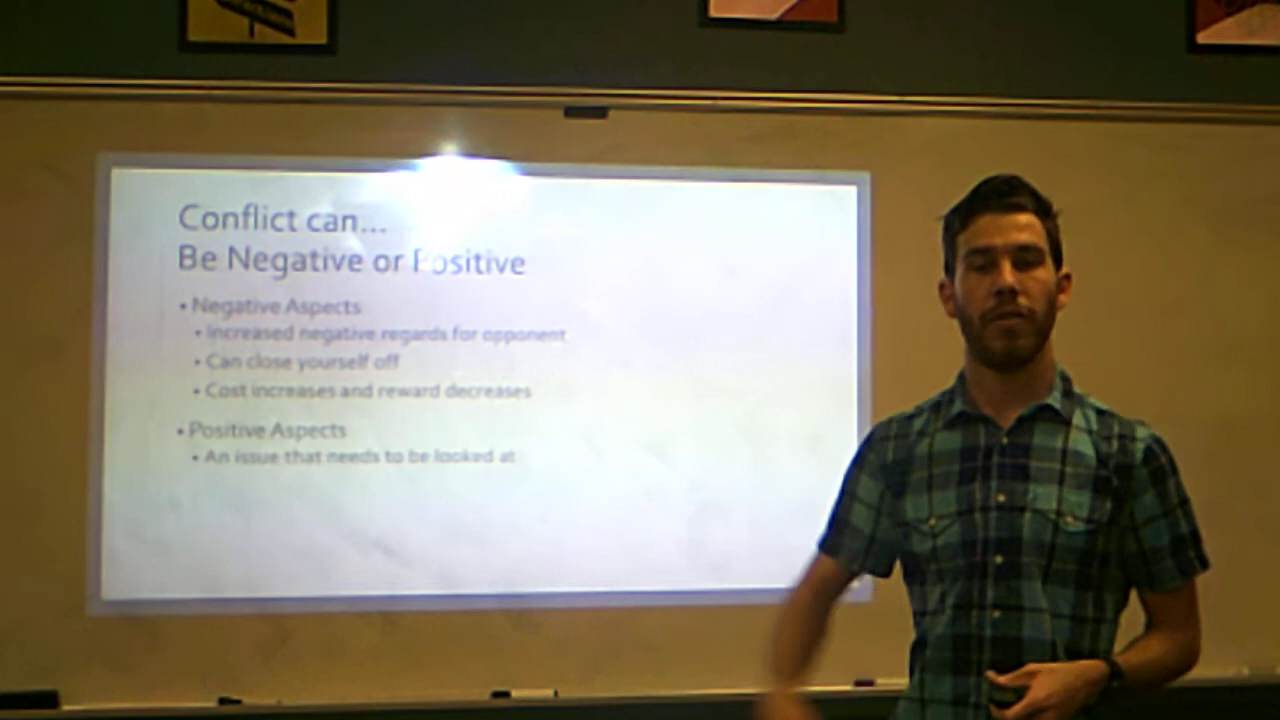 Conflict can...
Be Negative or Positive
• Negative Aspects
• Increased negative regards for opponent
• Can close yourself off
• Cost increases and reward decreases
• Positive Aspects
• An issue that needs to be looked at